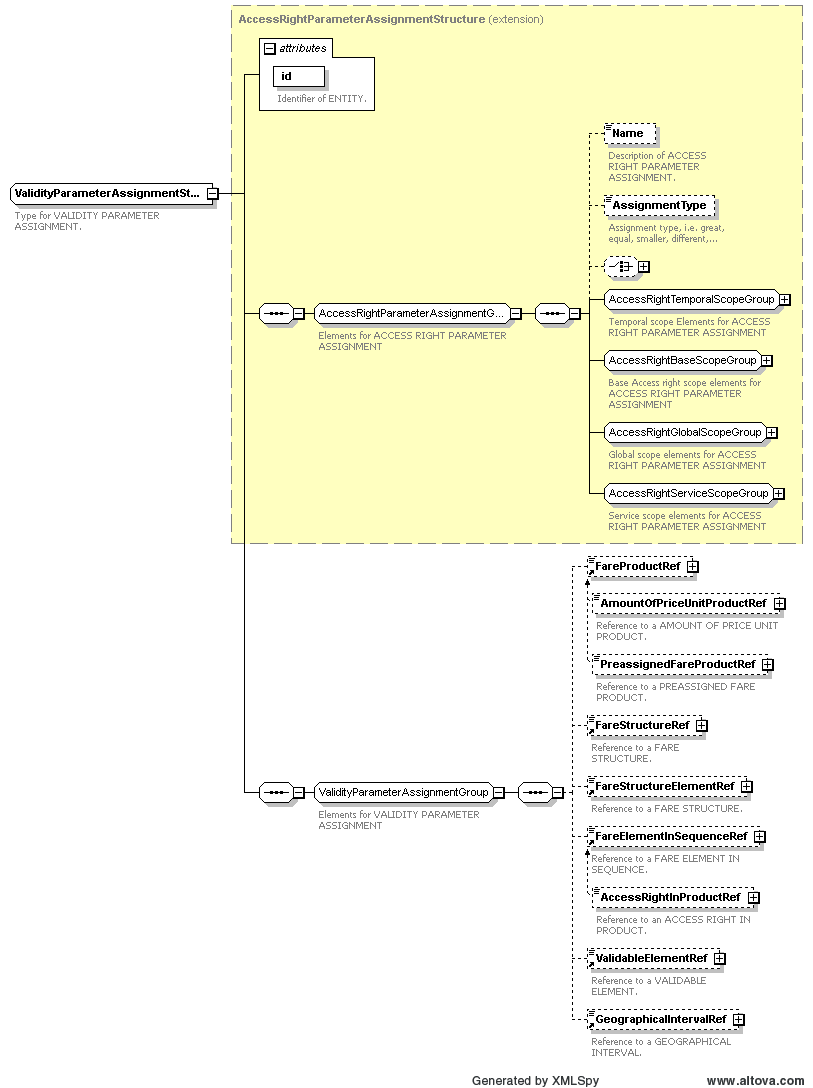 AccessRightParameterAssignmentStructure (extension)
attributes
id
Identifier of ENTITY.
Name
Description of ACCESS
RIGHT PARAMETER
ASSIGNMENT.
ValidityParameterAssignmentSt...
Type for VALIDITY PARAMETER
ASSIGNMENT.
AssignmentType
Assignment type, i.e. great,
equal, smaller, different,...
AccessRightParameterAssignmentG...
Elements for ACCESS RIGHT PARAMETER
ASSIGNMENT
AccessRightTemporalScopeGroup
Temporal scope Elements for ACCESS
RIGHT PARAMETER ASSIGNMENT
AccessRightBaseScopeGroup
Base Access right scope elements for
ACCESS RIGHT PARAMETER
ASSIGNMENT
AccessRightGlobalScopeGroup
Global scope elements for ACCESS
RIGHT PARAMETER ASSIGNMENT
AccessRightServiceScopeGroup
Service scope elements for ACCESS
RIGHT PARAMETER ASSIGNMENT
FareProductRef
AmountOfPriceUnitProductRef
Reference to a AMOUNT OF PRICE UNIT
PRODUCT.
PreassignedFareProductRef
Reference to a PREASSIGNED FARE
PRODUCT.
FareStructureRef
Reference to a FARE
STRUCTURE.
ValidityParameterAssignmentGroup
Elements for VALIDITY PARAMETER
ASSIGNMENT
FareStructureElementRef
Reference to a FARE STRUCTURE.
FareElementInSequenceRef
Reference to a FARE ELEMENT IN
SEQUENCE.
AccessRightInProductRef
Reference to an ACCESS RIGHT IN
PRODUCT.
ValidableElementRef
Reference to a VALIDABLE
ELEMENT.
GeographicalIntervalRef
Reference to a GEOGRAPHICAL
INTERVAL.
Generated by XMLSpy
www.altova.com